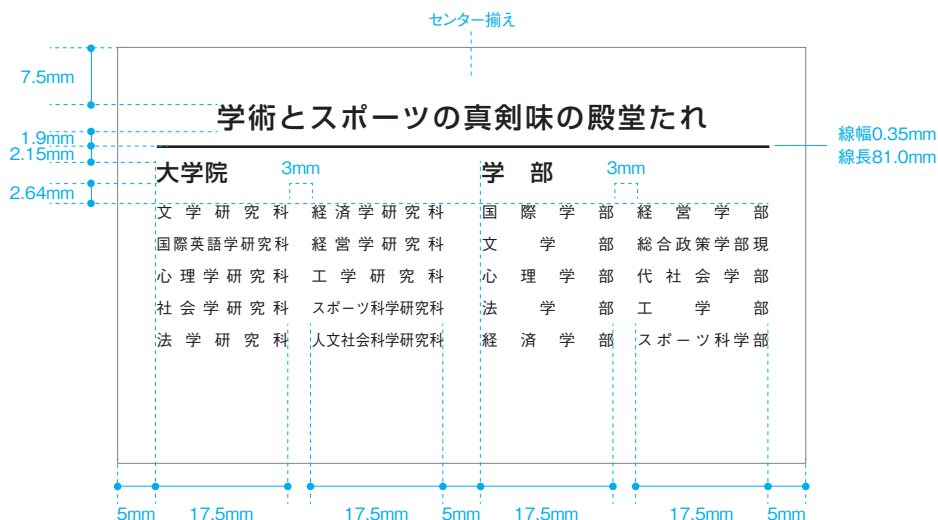 センター揃え
7.5mm
学術とスポーツの真剣味の殿堂たれ
1.9mm
線幅0.35mm
線長81.0mm
2.15mm
大学院 3mm 学 部 3mm
2.64mm
文学研究科 経済学研究科 国際学部 経営学部
国際英語学研究科 経営学研究科 文学部 総合政策学部現
心理学研究科 工学研究科 心理学部 代社会学部
社会学研究科 スポーツ科学研究科 法学部 工学部
法学研究科 人文社会科学研究科 経済学部 スポーツ科学部
5mm 17.5mm 17.5mm 5mm 17.5mm 17.5mm 5mm